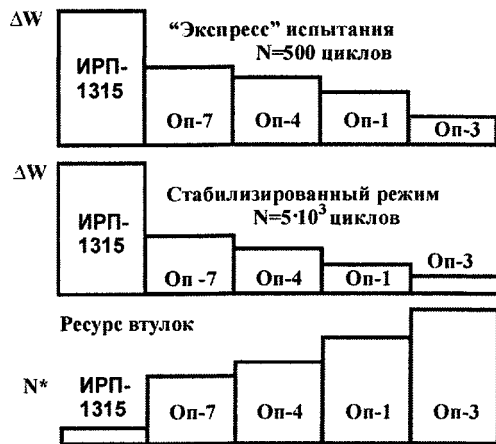 ΔW
“Экспресс” испытания
N=500 циклов
ИРП-
1315
Оп-7
Оп-4
Оп-1
Оп-3
ΔW
Стабилизированный режим
N=5·10³ циклов
ИРП-
1315
Оп -7
Оп-4
Оп-1
Оп-3
Ресурс втулок
N*
ИРП-
1315
Оп-7
Оп-4
Оп-1
Оп-3